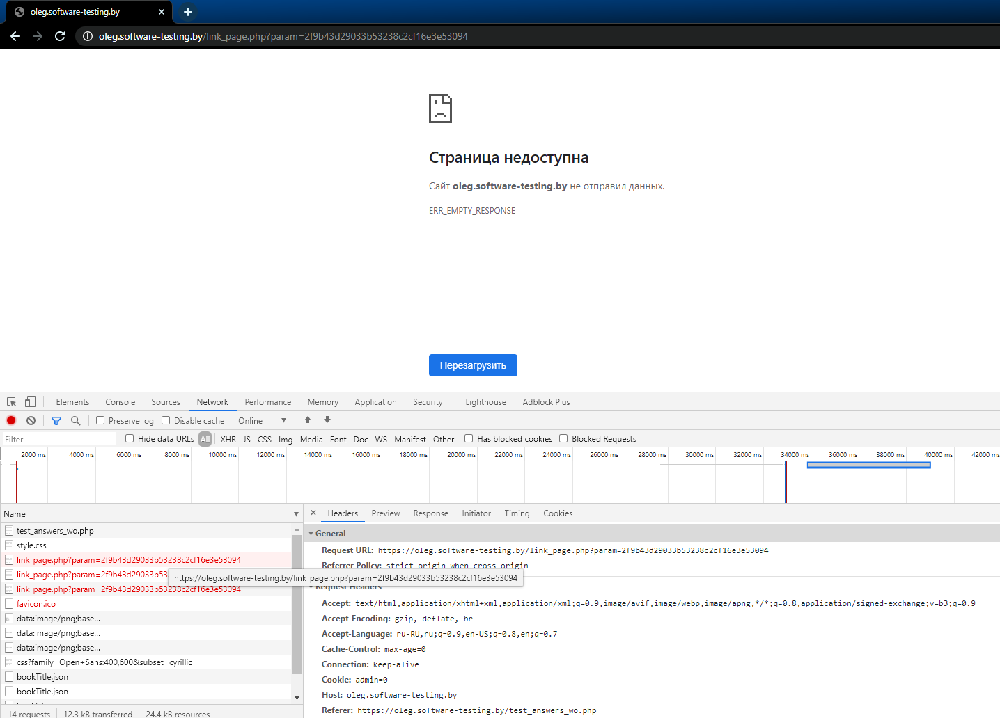 oleg.software-testing.by
oleg.software-testing.by/link_page.php?param=2f9b43d29033b53238c2cf16e3e53094
Страница недоступна
Сайт oleg.software-testing.by не отправил данных.
ERR_EMPTY_RESPONSE
Перезагрузить
Elements Console Sources Network Performance Memory Application Security Lighthouse Adblock Plus
Preserve log Disable cache Online
Filter Hide data URLs All XHR JS CSS Img Media Font Doc WS Manifest Other Has blocked cookies Blocked Requests
2000 ms 4000 ms 6000 ms 8000 ms 10000 ms 12000 ms 14000 ms 16000 ms 18000 ms 20000 ms 22000 ms 24000 ms 26000 ms 28000 ms 30000 ms 32000 ms 34000 ms 36000 ms 38000 ms 40000 ms 42000 ms
Name
test_answers_wo.php
style.css
link_page.php?param=2f9b43d29033b53238c2cf16e3e53094
link_page.php?param=2f9b43d29033b53
link_page.php?param=2f9b43d29033b53238c2cf16e3e53094
favicon.ico
data:image/png;base...
data:image/png;base...
data:image/png;base...
css?family=Open+Sans:400,600&subset=cyrillic
bookTitle.json
bookTitle.json
14 requests 12.3 kB transferred 24.4 kB resources
Headers Preview Response Initiator Timing Cookies
General
Request URL: https://oleg.software-testing.by/link_page.php?param=2f9b43d29033b53238c2cf16e3e53094
Referrer Policy: strict-origin-when-cross-origin
https://oleg.software-testing.by/link_page.php?param=2f9b43d29033b53238c2cf16e3e53094
Request Headers
Accept: text/html,application/xhtml+xml,application/xml;q=0.9,image/avif,image/webp,image/apng,*/*;q=0.8,application/signed-exchange;v=b3;q=0.9
Accept-Encoding: gzip, deflate, br
Accept-Language: ru-RU,ru;q=0.9,en-US;q=0.8,en;q=0.7
Cache-Control: max-age=0
Connection: keep-alive
Cookie: admin=0
Host: oleg.software-testing.by
Referer: https://oleg.software-testing.by/test_answers_wo.php